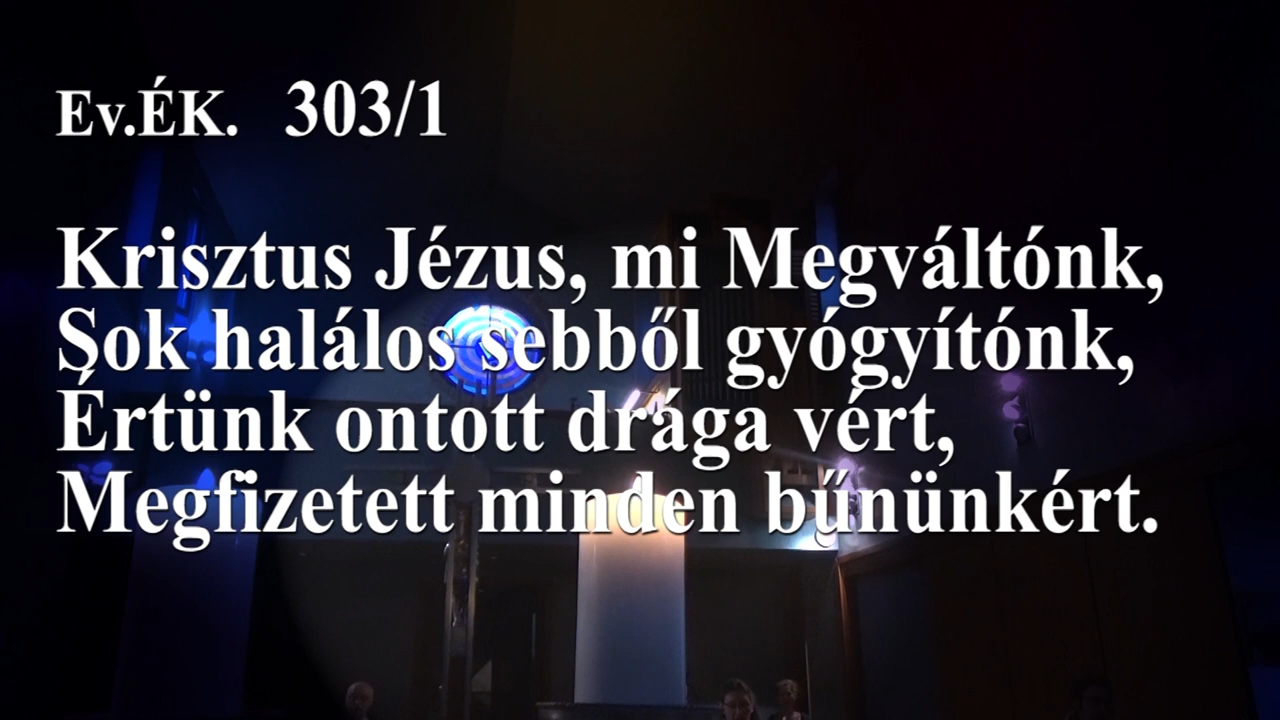 Ev.ÉK. 303/1
Krisztus Jézus, mi Megváltónk,
Sok halálos sebből gyógyítónk,
Értünk ontott drága vért,
Megfizetett minden bűnünkért.